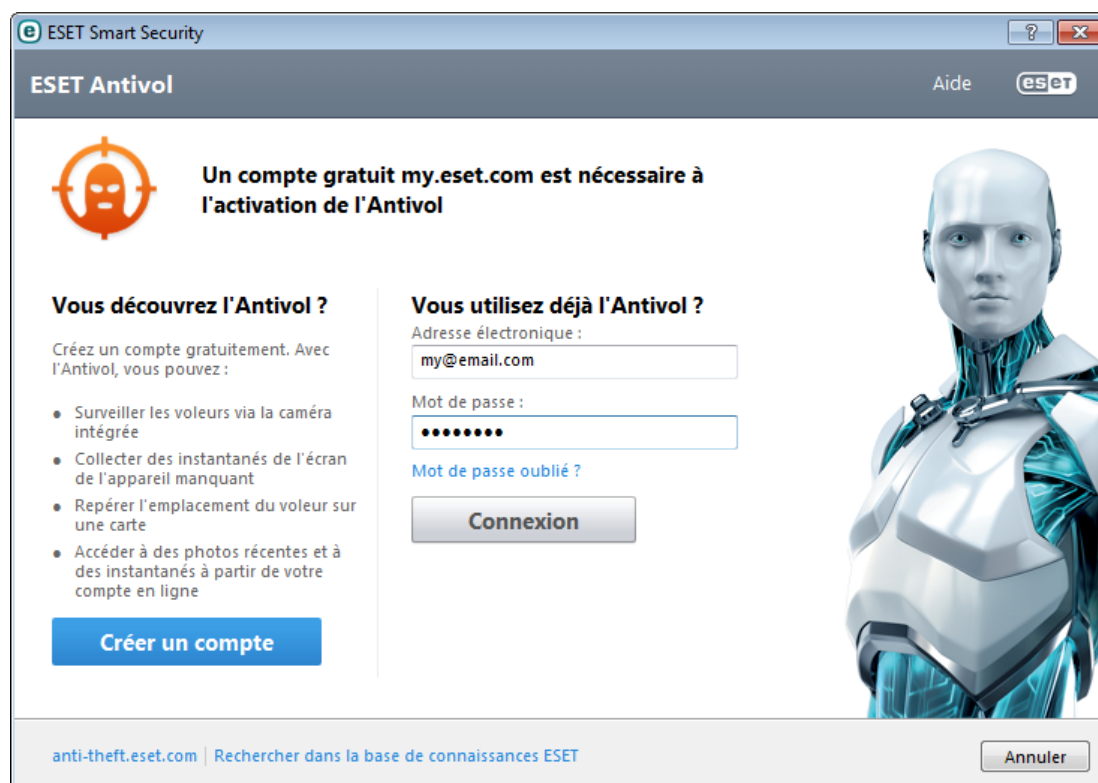 ESET Smart Security
ESET Antivol
Aide
eseT
Un compte gratuit my.eset.com est nécessaire à
l'activation de l'Antivol
Vous découvrez l'Antivol ?
Créez un compte gratuitement. Avec
l'Antivol, vous pouvez :
• Surveiller les voleurs via la caméra
intégrée
• Collecter des instantanés de l'écran
de l'appareil manquant
• Repérer l'emplacement du voleur sur
une carte
• Accéder à des photos récentes et à
des instantanés à partir de votre
compte en ligne
Créer un compte
Vous utilisez déjà l'Antivol ?
Adresse électronique :
my@email.com
Mot de passe :
••••••••
Mot de passe oublié ?
Connexion
anti-theft.eset.com | Rechercher dans la base de connaissances ESET
Annuler